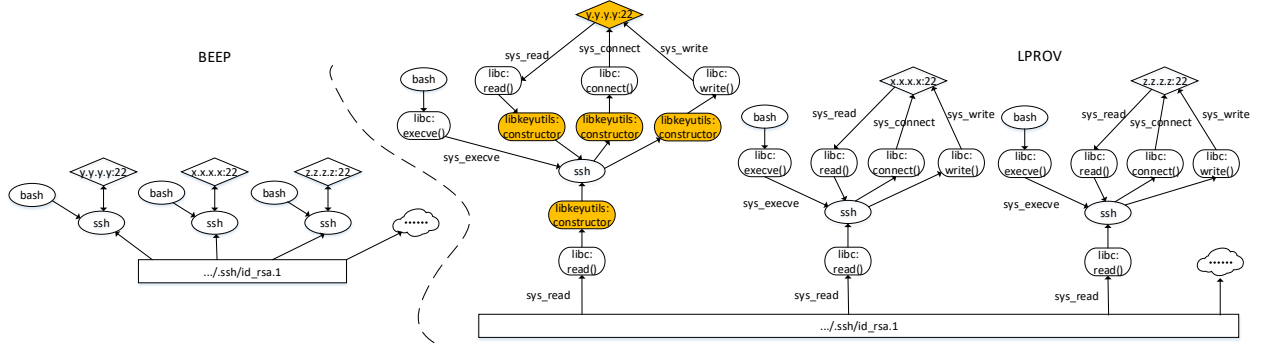 BEEP
y.y.y.y:22
x.x.x.x:22
z.z.z.z:22
bash
bash
bash
ssh
ssh
ssh
......
.../.ssh/id_rsa.1
LPROV
y.y.y.y:22
sys_read
sys_connect
sys_write
bash
libc:
read()
libc:
connect()
libc:
write()
libc:
execve()
libkeyutils:
constructor
libkeyutils:
constructor
libkeyutils:
constructor
sys_execve
ssh
libkeyutils:
constructor
libc:
read()
sys_read
x.x.x.x:22
bash
sys_read
sys_connect
sys_write
libc:
execve()
libc:
read()
libc:
connect()
libc:
write()
sys_execve
ssh
libc:
read()
sys_read
z.z.z.z:22
bash
sys_read
sys_connect
sys_write
libc:
execve()
libc:
read()
libc:
connect()
libc:
write()
sys_execve
ssh
libc:
read()
sys_read
......
.../.ssh/id_rsa.1